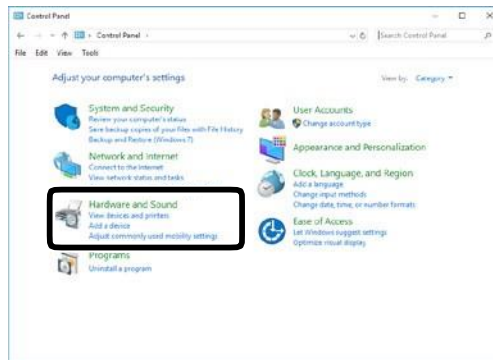 Control Panel
Control Panel
Search Control Panel
File Edit View Tools
Adjust your computer's settings
View by: Category
System and Security
Review your computer's status
Save backup copies of your files with File History
Backup and Restore (Windows 7)
Network and Internet
Connect to the Internet
View network status and tasks
Hardware and Sound
View devices and printers
Add a device
Adjust commonly used mobility settings
Programs
Uninstall a program
User Accounts
Change account type
Appearance and Personalization
Clock, Language, and Region
Add a language
Change input methods
Change date, time, or number formats
Ease of Access
Let Windows suggest settings
Optimize visual display